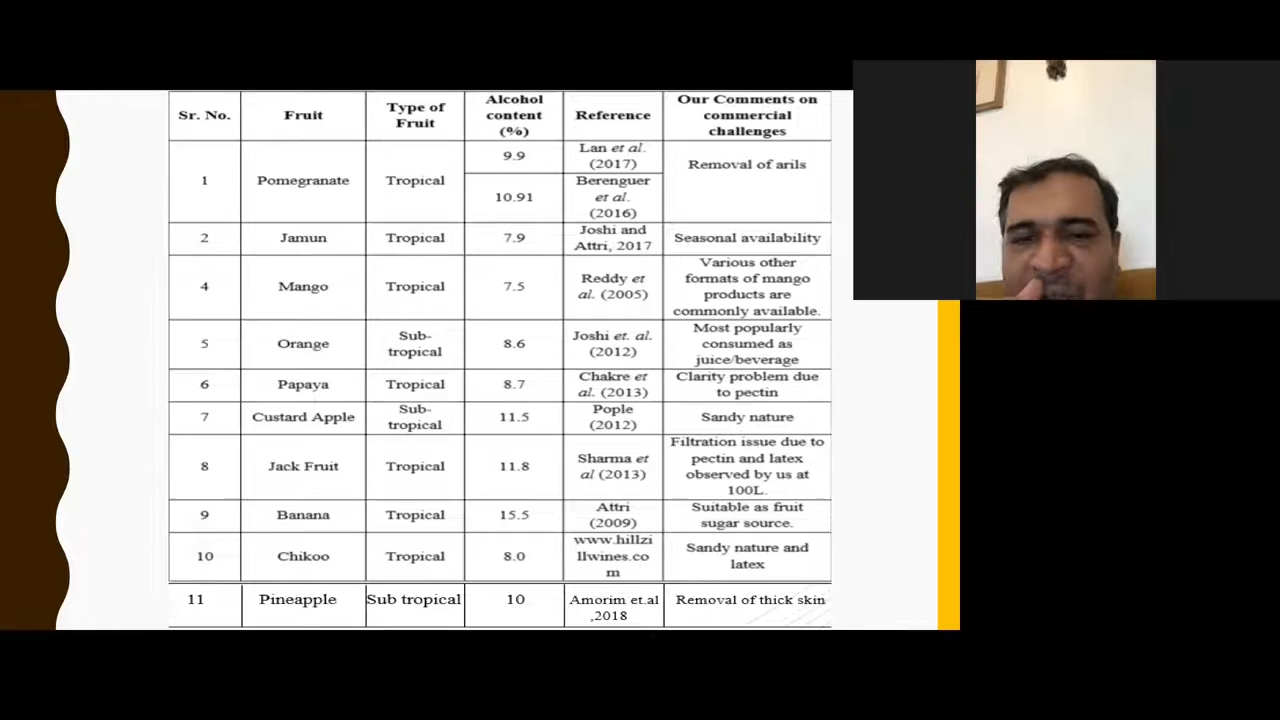 Sr. No.
Fruit
Type of
Fruit
Alcohol
content
(%)
Reference
Our Comments on
commercial
challenges
1
Pomegranate
Tropical
9.9
Lan et al.
(2017)
10.91
Berenguer
et al.
(2016)
Removal of arils
2
Jamun
Tropical
7.9
Joshi and
Attri, 2017
Seasonal availability
4
Mango
Tropical
7.5
Reddy et
al. (2005)
Various other
formats of mango
products are
commonly available.
5
Orange
Sub-
tropical
8.6
Joshi et. al.
(2012)
Most popularly
consumed as
juice/beverage
6
Papaya
Tropical
8.7
Chakre et
al. (2013)
Clarity problem due
to pectin
7
Custard Apple
Sub-
tropical
11.5
Pople
(2012)
Sandy nature
8
Jack Fruit
Tropical
11.8
Sharma et
al (2013)
Filtration issue due to
pectin and latex
observed by us at
100L.
9
Banana
Tropical
15.5
Attri
(2009)
Suitable as fruit
sugar source.
10
Chikoo
Tropical
8.0
www.hillzi
llwines.co
m
Sandy nature and
latex
11
Pineapple
Sub tropical
10
Amorim et.al
,2018
Removal of thick skin